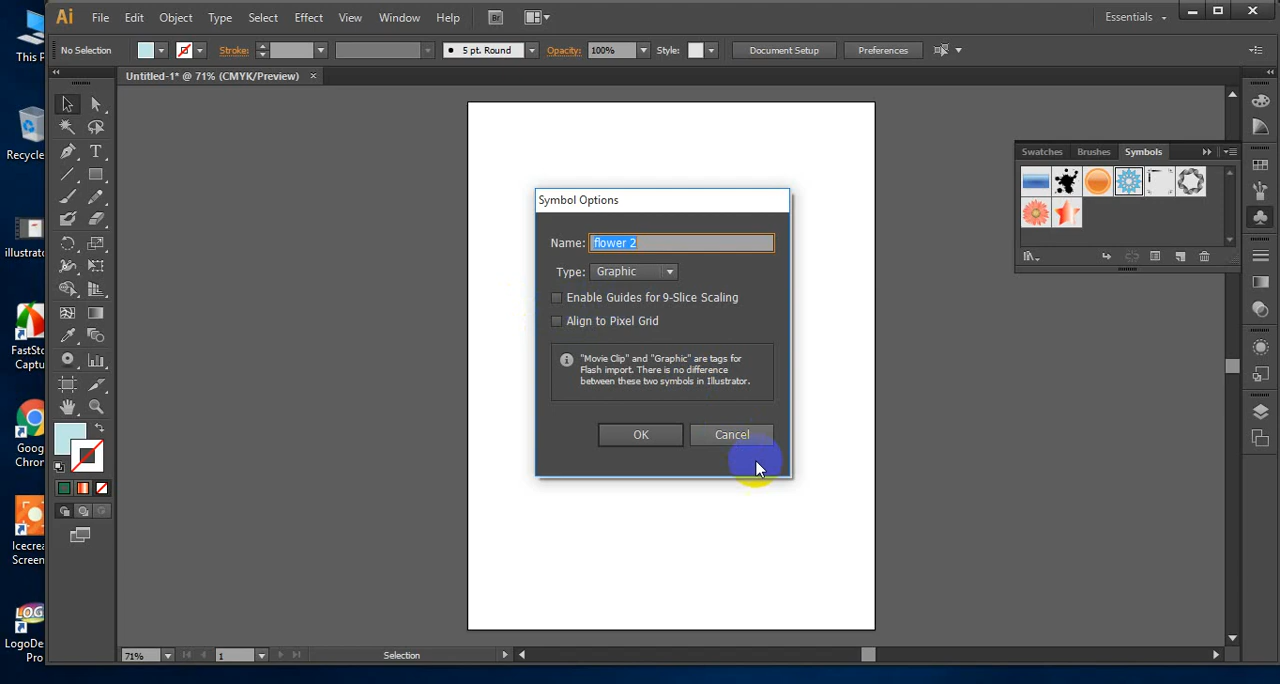 This P
Recycle
illustrator
FastSto
Captu
Goog
Chron
Icecrea
Screen
LOGO
LogoDe
Pro
Ai File Edit Object Type Select Effect View Window Help Br Essentials
No Selection Stroke: 5 pt. Round Opacity: 100% Style: Document Setup Preferences
Untitled-1* @ 71% (CMYK/Preview)
Swatches Brushes Symbols
Symbol Options
Name: flower 2
Type: Graphic
Enable Guides for 9-Slice Scaling
Align to Pixel Grid
"Movie Clip" and "Graphic" are tags for
Flash import. There is no difference
between these two symbols in Illustrator.
OK Cancel
71% 1 Selection